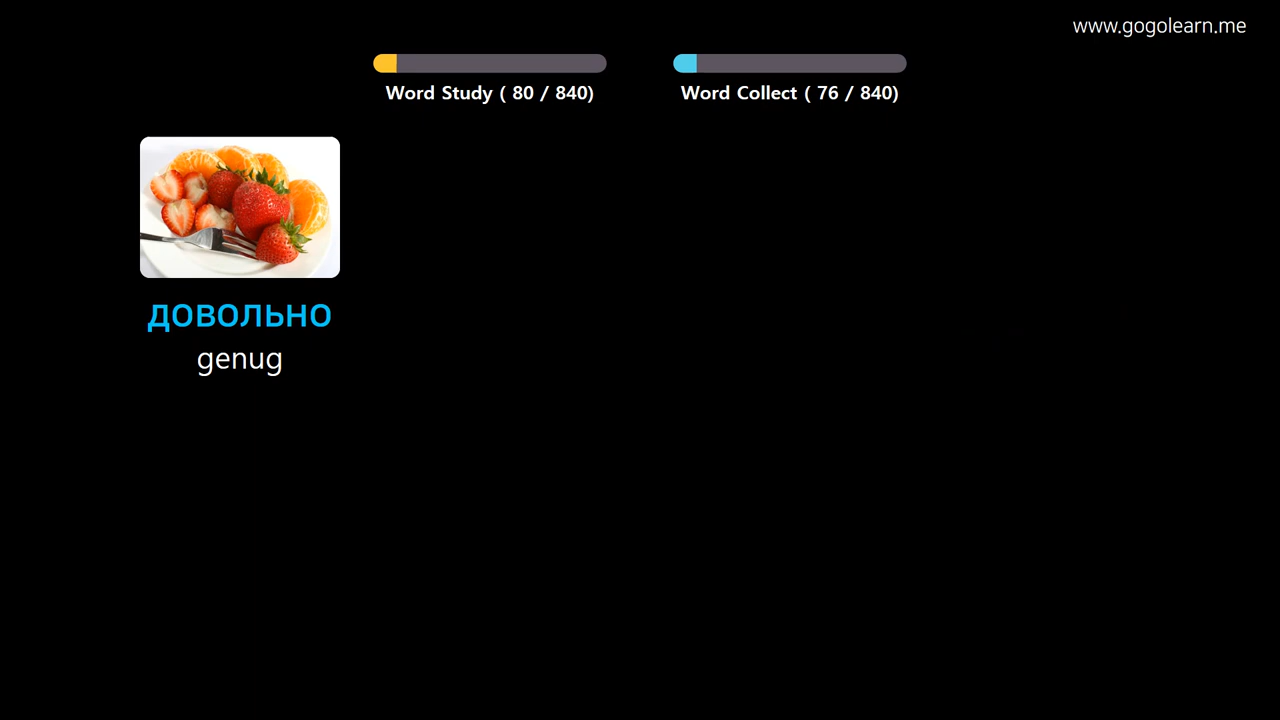 www.gogolearn.me
Word Study ( 80 / 840)
Word Collect ( 76 / 840)
довольно
genug